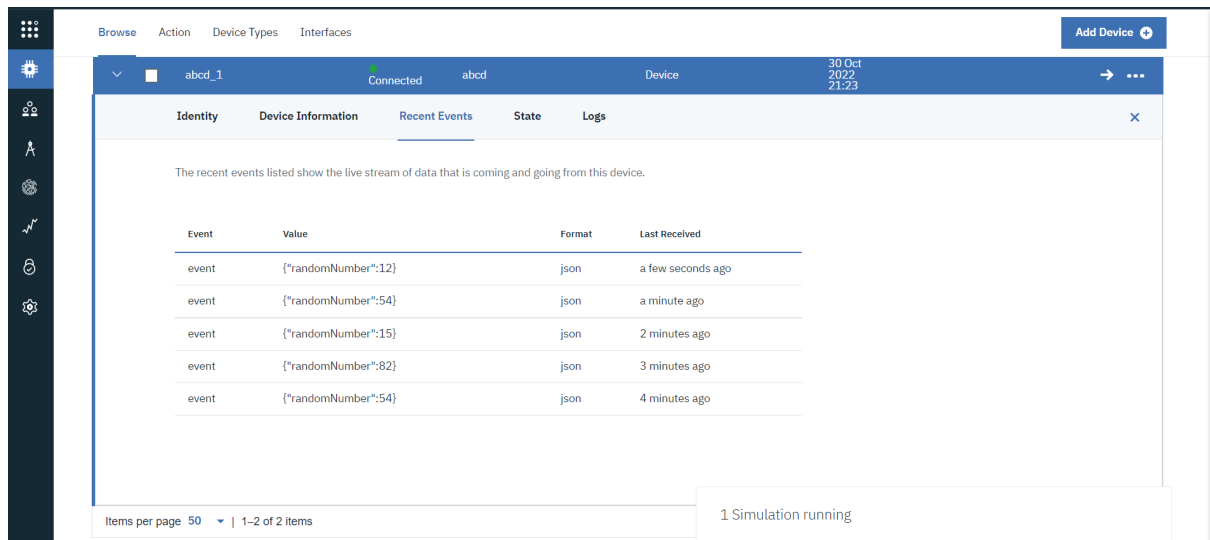 Browse Action Device Types Interfaces Add Device
abcd_1 Connected abcd Device 30 Oct 2022 21:23
Identity Device Information Recent Events State Logs
The recent events listed show the live stream of data that is coming and going from this device.
Event Value Format Last Received
event {"randomNumber":12} json a few seconds ago
event {"randomNumber":54} json a minute ago
event {"randomNumber":15} json 2 minutes ago
event {"randomNumber":82} json 3 minutes ago
event {"randomNumber":54} json 4 minutes ago
Items per page 50 | 1–2 of 2 items
1 Simulation running